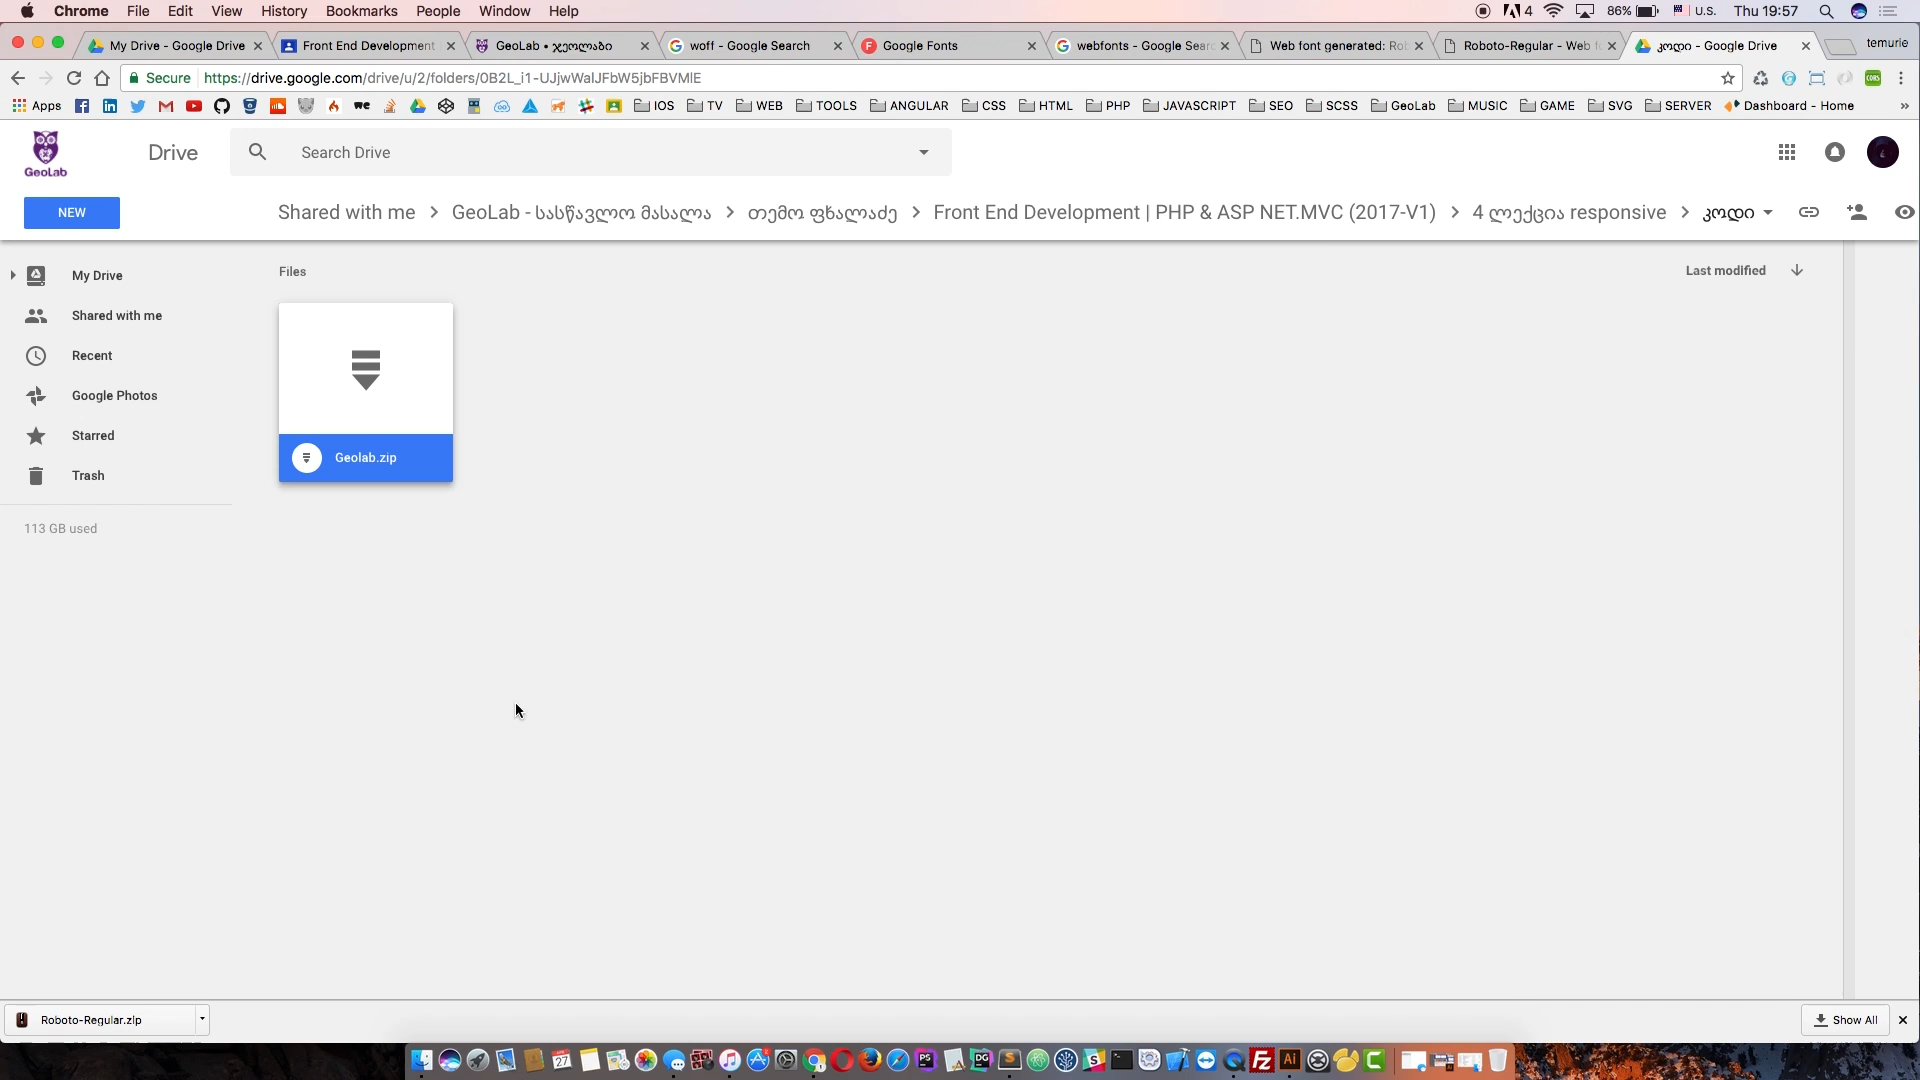 Chrome File Edit View History Bookmarks People Window Help 4 86% U.S. Thu 19:57
My Drive - Google Drive Front End Development GeoLab • ჯეოლაბი woff - Google Search Google Fonts webfonts - Google Sear Web font generated: Rob Roboto-Regular - Web f კოდი - Google Drive temurie
Secure https://drive.google.com/drive/u/2/folders/0B2L_i1-UJjwWalJFbW5jbFBVMlE
Apps IOS TV WEB TOOLS ANGULAR CSS HTML PHP JAVASCRIPT SEO SCSS GeoLab MUSIC GAME SVG SERVER Dashboard - Home »
GeoLab Drive Search Drive
NEW Shared with me > GeoLab - სასწავლო მასალა > თემო ფხალაძე > Front End Development | PHP & ASP NET.MVC (2017-V1) > 4 ლექცია responsive > კოდი
My Drive
Shared with me
Recent
Google Photos
Starred
Trash
113 GB used
Files Last modified
Geolab.zip
Roboto-Regular.zip Show All